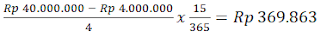 Rp 40.000.000 − Rp 4.000.000 / 4 x 15 / 365 = Rp 369.863